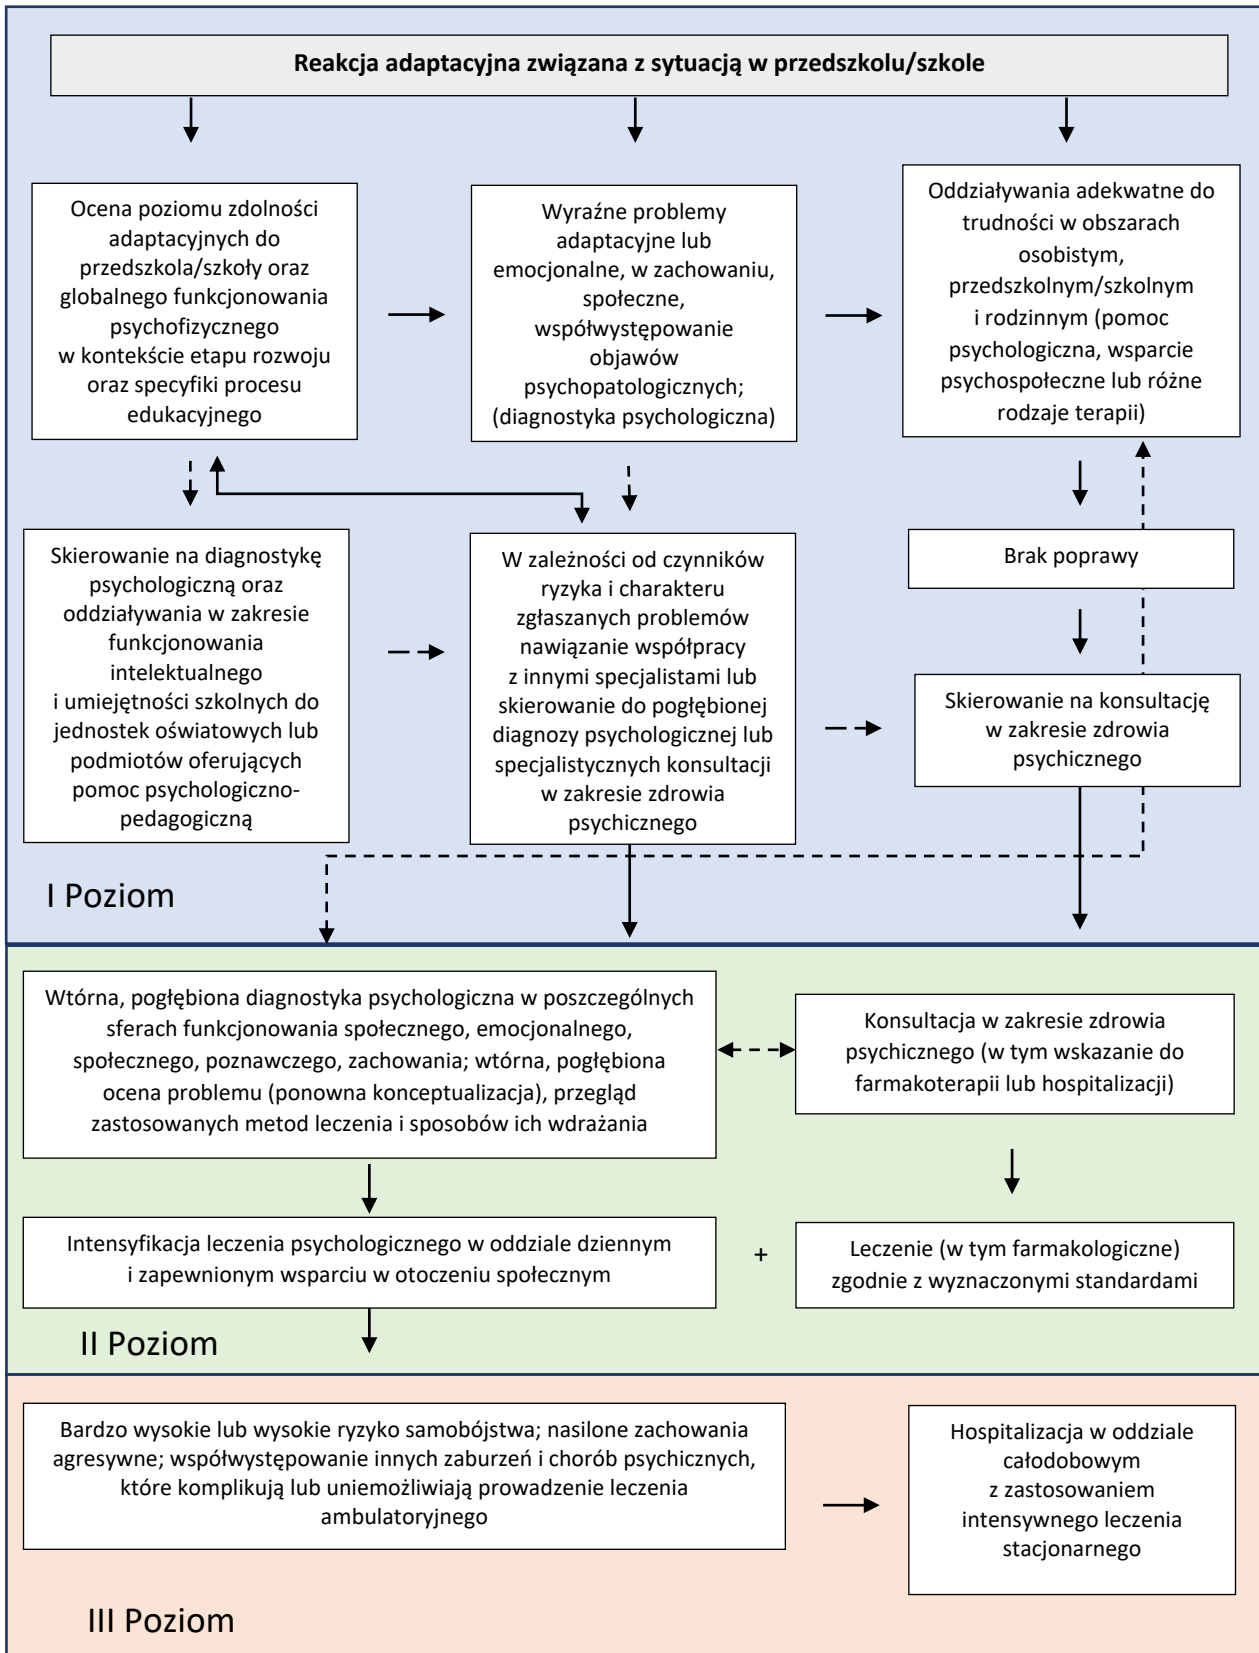 Reakcja adaptacyjna związana z sytuacją w przedszkolu/szkole
Ocena poziomu zdolności
adaptacyjnych do
przedszkola/szkoły oraz
globalnego funkcjonowania
psychofizycznego
w kontekście etapu rozwoju
oraz specyfiki procesu
edukacyjnego
Wyraźne problemy
adaptacyjne lub
emocjonalne, w zachowaniu,
społeczne,
współwystępowanie
objawów
psychopatologicznych;
(diagnostyka psychologiczna)
Oddziaływania adekwatne do
trudności w obszarach
osobistym,
przedszkolnym/szkolnym
i rodzinnym (pomoc
psychologiczna, wsparcie
psychospołeczne lub różne
rodzaje terapii)
Skierowanie na diagnostykę
psychologiczną oraz
oddziaływania w zakresie
funkcjonowania
intelektualnego
i umiejętności szkolnych do
jednostek oświatowych lub
podmiotów oferujących
pomoc psychologiczno-
pedagogiczną
W zależności od czynników
ryzyka i charakteru
zgłaszanych problemów
nawiązanie współpracy
z innymi specjalistami lub
skierowanie do pogłębionej
diagnozy psychologicznej lub
specjalistycznych konsultacji
w zakresie zdrowia
psychicznego
Brak poprawy
Skierowanie na konsultację
w zakresie zdrowia
psychicznego
I Poziom
Wtórna, pogłębiona diagnostyka psychologiczna w poszczególnych
sferach funkcjonowania społecznego, emocjonalnego,
społecznego, poznawczego, zachowania; wtórna, pogłębiona
ocena problemu (ponowna konceptualizacja), przegląd
zastosowanych metod leczenia i sposobów ich wdrażania
Konsultacja w zakresie zdrowia
psychicznego (w tym wskazanie do
farmakoterapii lub hospitalizacji)
Intensyfikacja leczenia psychologicznego w oddziale dziennym
i zapewnionym wsparciu w otoczeniu społecznym
+
Leczenie (w tym farmakologiczne)
zgodnie z wyznaczonymi standardami
II Poziom
Bardzo wysokie lub wysokie ryzyko samobójstwa; nasilone zachowania
agresywne; współwystępowanie innych zaburzeń i chorób psychicznych,
które komplikują lub uniemożliwiają prowadzenie leczenia
ambulatoryjnego
Hospitalizacja w oddziale
całodobowym
z zastosowaniem
intensywnego leczenia
stacjonarnego
III Poziom